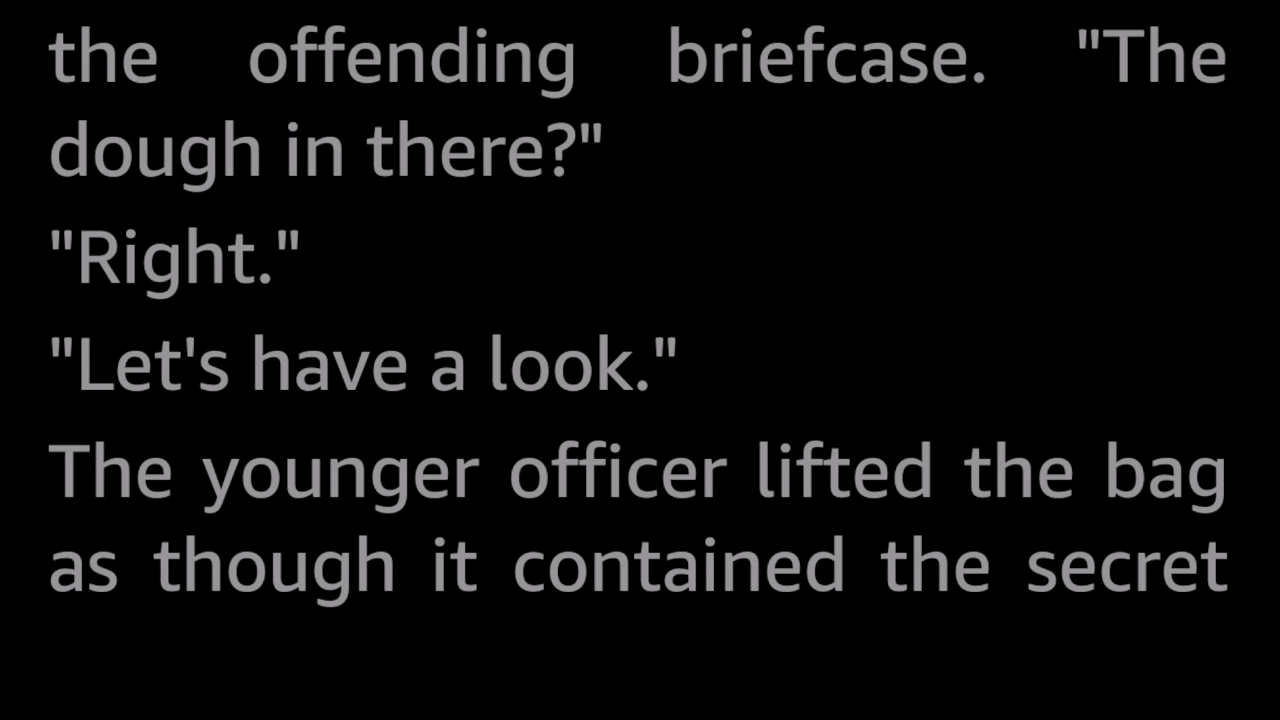 the offending briefcase. "The
dough in there?"
"Right."
"Let's have a look."
The younger officer lifted the bag
as though it contained the secret